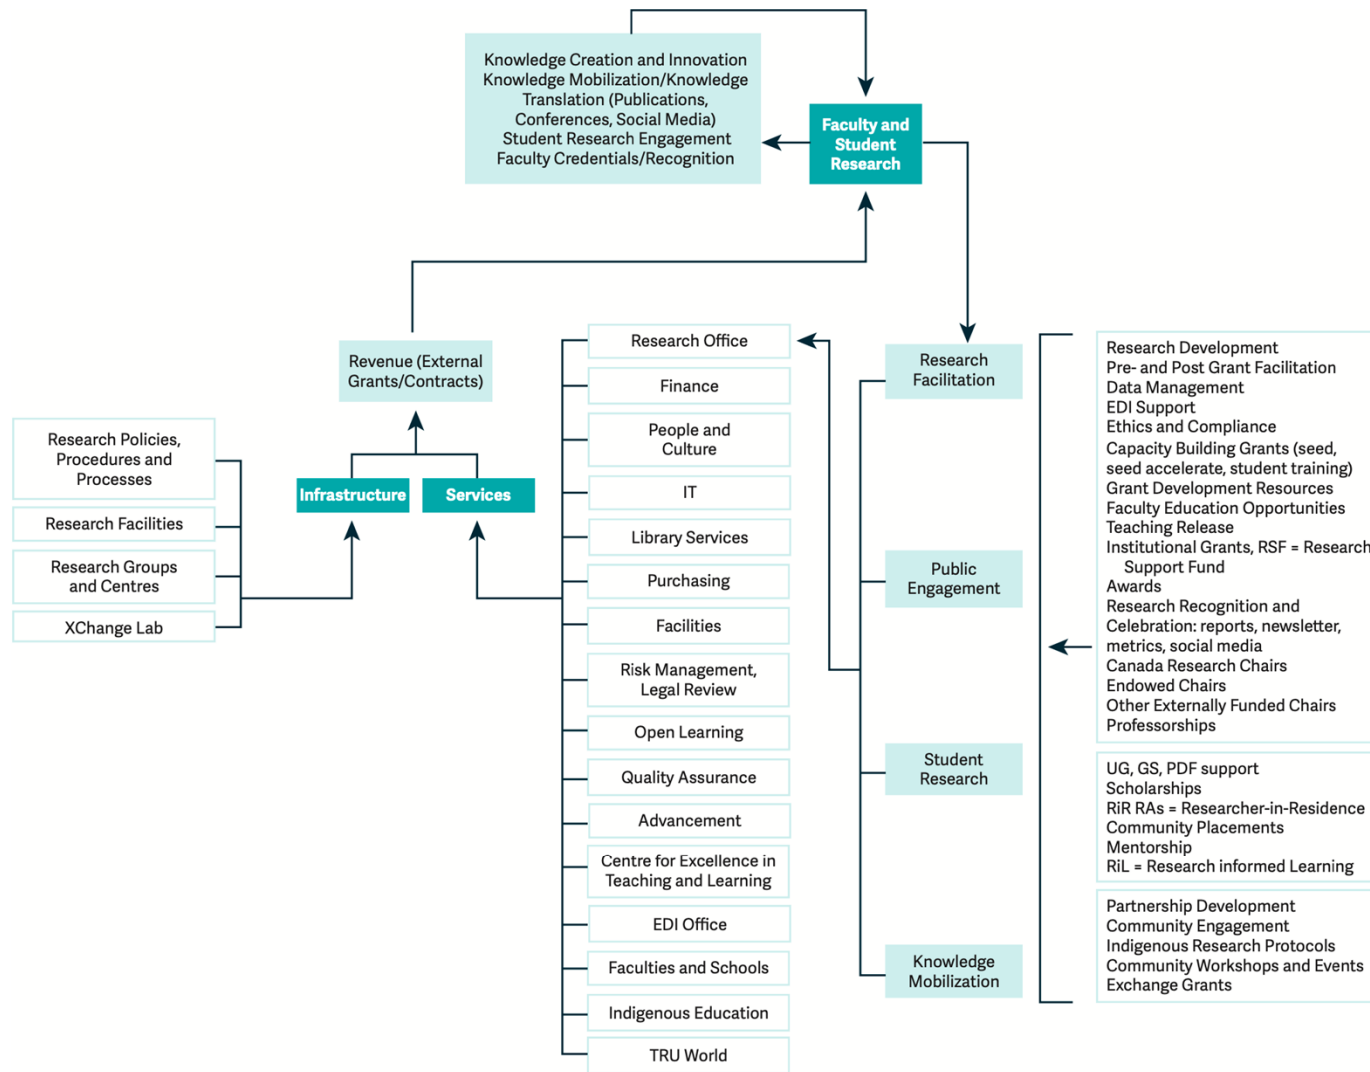 Knowledge Creation and Innovation
Knowledge Mobilization/Knowledge
Translation (Publications,
Conferences, Social Media)
Student Research Engagement
Faculty Credentials/Recognition
Faculty and
Student
Research
Revenue (External
Grants/Contracts)
Infrastructure
Services
Research Policies,
Procedures and
Processes
Research Facilities
Research Groups
and Centres
XChange Lab
Research Office
Finance
People and
Culture
IT
Library Services
Purchasing
Facilities
Risk Management,
Legal Review
Open Learning
Quality Assurance
Advancement
Centre for Excellence in
Teaching and Learning
EDI Office
Faculties and Schools
Indigenous Education
TRU World
Research
Facilitation
Public
Engagement
Student
Research
Knowledge
Mobilization
Research Development
Pre- and Post Grant Facilitation
Data Management
EDI Support
Ethics and Compliance
Capacity Building Grants (seed,
seed accelerate, student training)
Grant Development Resources
Faculty Education Opportunities
Teaching Release
Institutional Grants, RSF = Research
Support Fund
Awards
Research Recognition and
Celebration: reports, newsletter,
metrics, social media
Canada Research Chairs
Endowed Chairs
Other Externally Funded Chairs
Professorships
UG, GS, PDF support
Scholarships
RiR RAs = Researcher-in-Residence
Community Placements
Mentorship
RiL = Research informed Learning
Partnership Development
Community Engagement
Indigenous Research Protocols
Community Workshops and Events
Exchange Grants